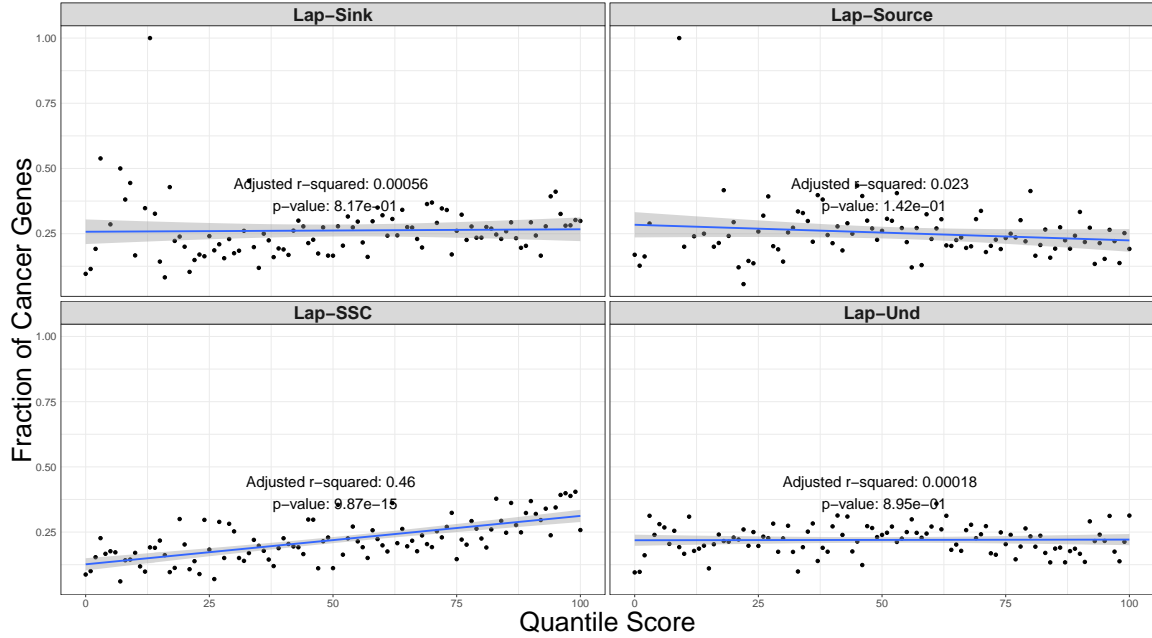 Lap−Sink
Lap−Source
1.00
0.75
0.50
0.25
Adjusted r−squared: 0.00056
p−value: 8.17e−01
Adjusted r−squared: 0.023
p−value: 1.42e−01
Lap−SSC
Lap−Und
1.00
0.75
0.50
0.25
Adjusted r−squared: 0.46
p−value: 9.87e−15
Adjusted r−squared: 0.00018
p−value: 8.95e−01
0 25 50 75 100
0 25 50 75 100
Quantile Score
Fraction of Cancer Genes